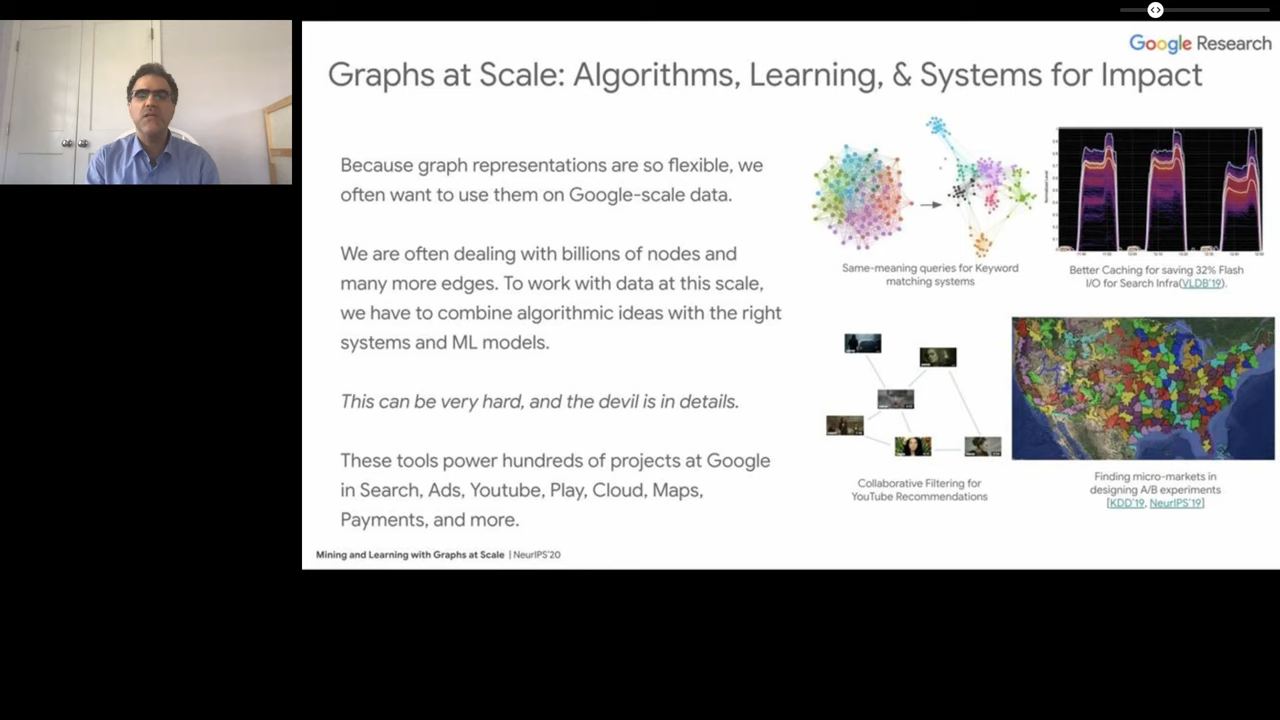 Google Research
Graphs at Scale: Algorithms, Learning, & Systems for Impact
Because graph representations are so flexible, we
often want to use them on Google-scale data.
We are often dealing with billions of nodes and
many more edges. To work with data at this scale,
we have to combine algorithmic ideas with the right
systems and ML models.
This can be very hard, and the devil is in details.
These tools power hundreds of projects at Google
in Search, Ads, Youtube, Play, Cloud, Maps,
Payments, and more.
Same-meaning queries for Keyword
matching systems
Better Caching for saving 32% Flash
I/O for Search Infra(VLDB'19).
Collaborative Filtering for
YouTube Recommendations
Finding micro-markets in
designing A/B experiments
[KDD'19, NeurIPS'19]
Mining and Learning with Graphs at Scale | NeurIPS'20